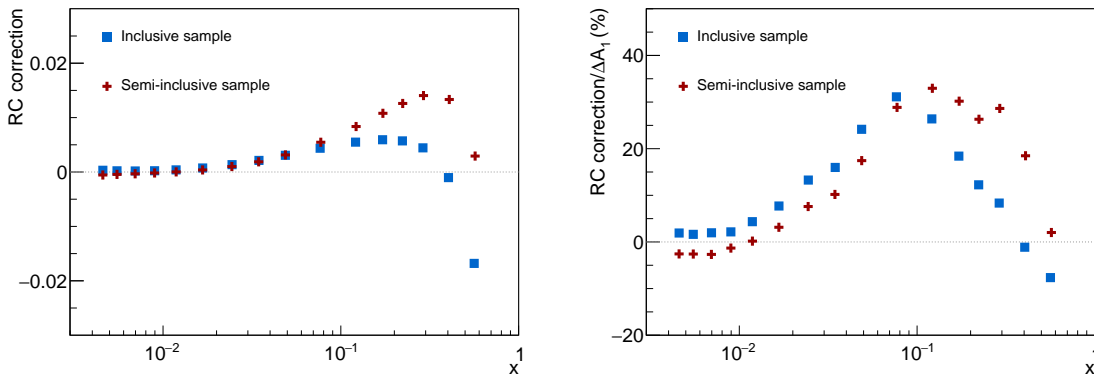 RC correction
0.02
0
−0.02
Inclusive sample
Semi-inclusive sample
10⁻²
10⁻¹
1
x
RC correction/ΔA₁ (%)
40
20
0
−20
Inclusive sample
Semi-inclusive sample
10⁻²
10⁻¹
1
x